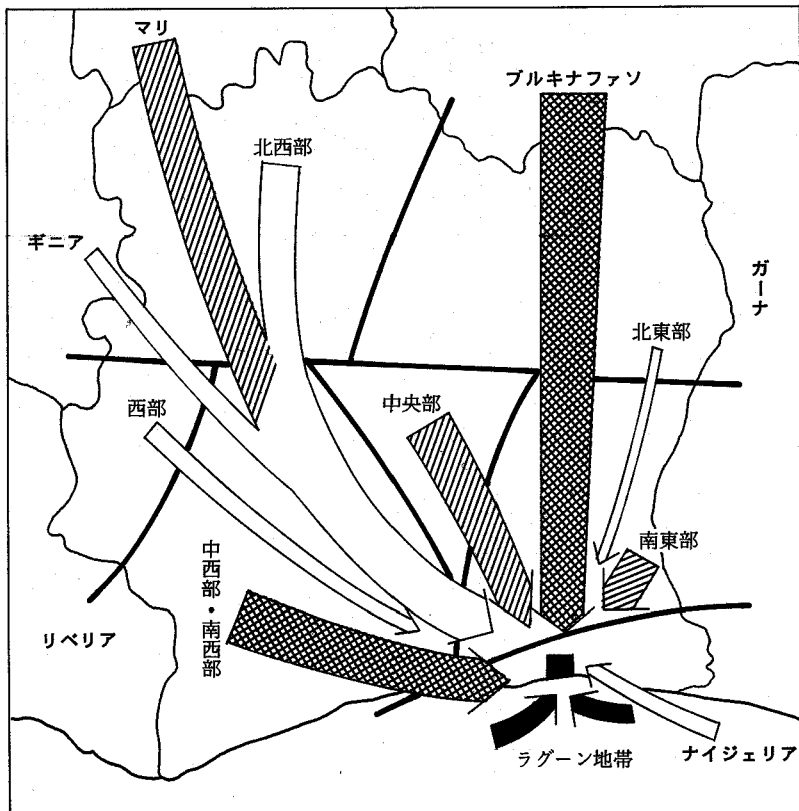 マリ
ブルキナファソ
北西部
ギニア
ガーナ
北東部
西部
中央部
南東部
中西部・南西部
リベリア
ラグーン地帯
ナイジェリア